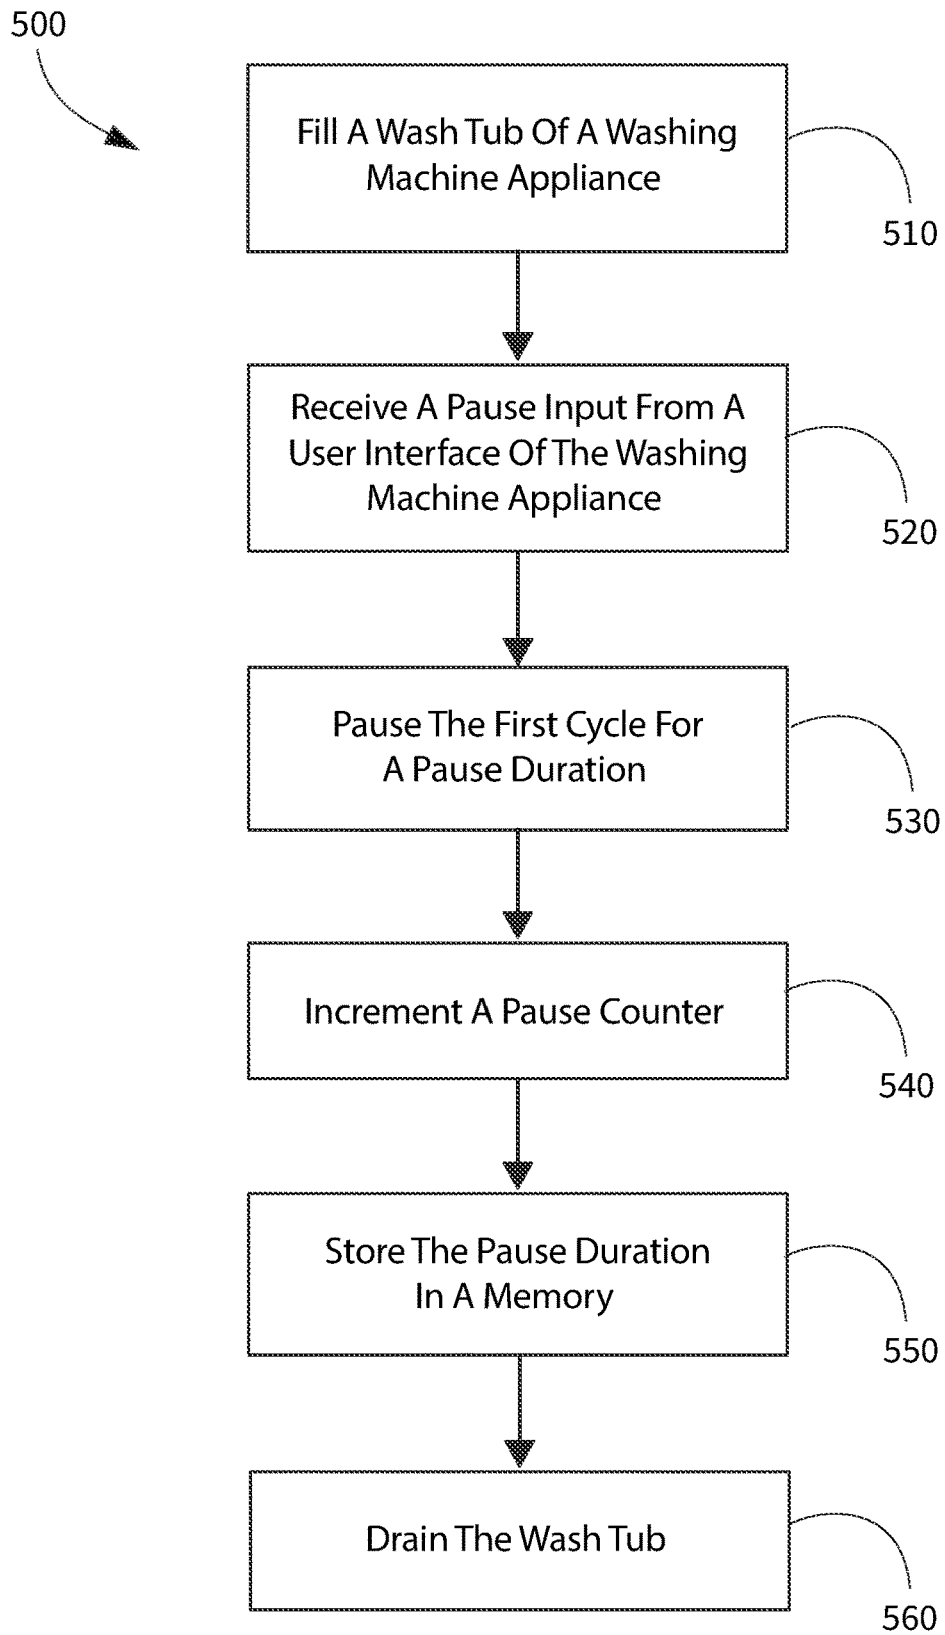 500
Fill A Wash Tub Of A Washing
Machine Appliance
510
Receive A Pause Input From A
User Interface Of The Washing
Machine Appliance
520
Pause The First Cycle For
A Pause Duration
530
Increment A Pause Counter
540
Store The Pause Duration
In A Memory
550
Drain The Wash Tub
560